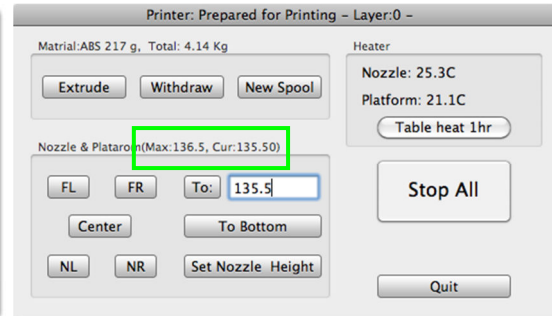 Printer: Prepared for Printing - Layer:0 -
Matrial:ABS 217 g, Total: 4.14 Kg
Extrude Withdraw New Spool
Nozzle & Platarom(Max:136.5, Cur:135.50)
FL FR To: 135.5
Center To Bottom
NL NR Set Nozzle Height
Heater
Nozzle: 25.3C
Platform: 21.1C
Table heat 1hr
Stop All
Quit